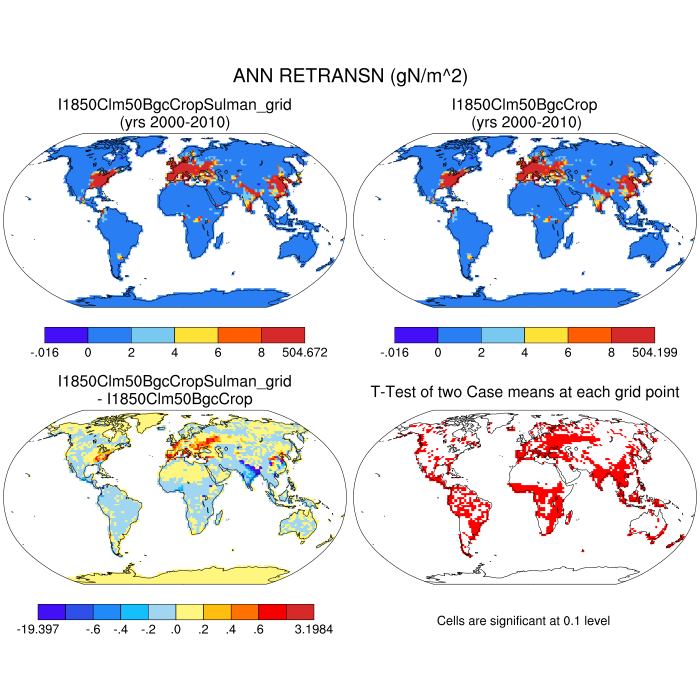 ANN RETRANSN (gN/m^2)
I1850Clm50BgcCropSulman_grid
(yrs 2000-2010)
I1850Clm50BgcCrop
(yrs 2000-2010)
-.016 0 2 4 6 8 504.672
-.016 0 2 4 6 8 504.199
I1850Clm50BgcCropSulman_grid
- I1850Clm50BgcCrop
T-Test of two Case means at each grid point
-19.397 -.6 -.4 -.2 .0 .2 .4 .6 3.1984
Cells are significant at 0.1 level